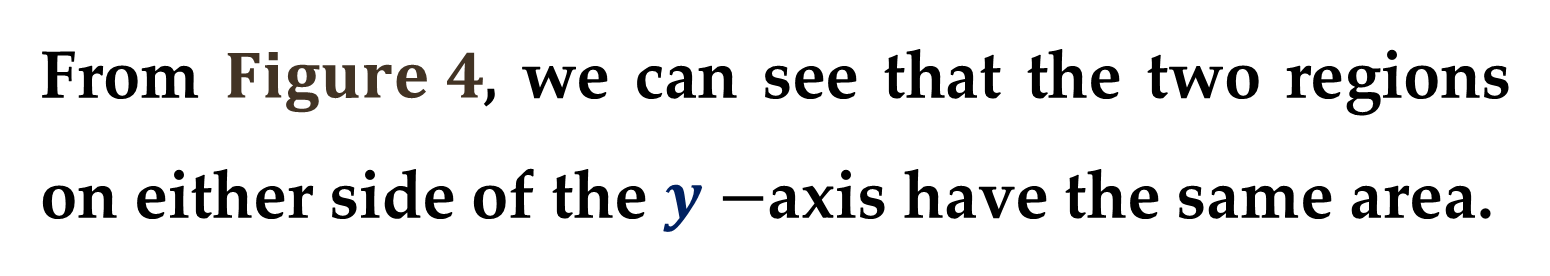 From Figure 4, we can see that the two regions
on either side of the y −axis have the same area.